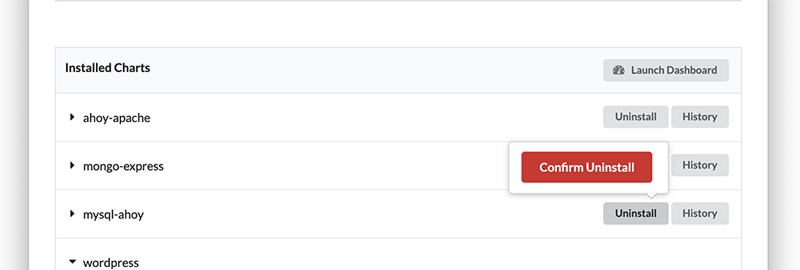 Installed Charts
Launch Dashboard
ahoy-apache
Uninstall
History
mongo-express
Confirm Uninstall
History
mysql-ahoy
Uninstall
History
wordpress